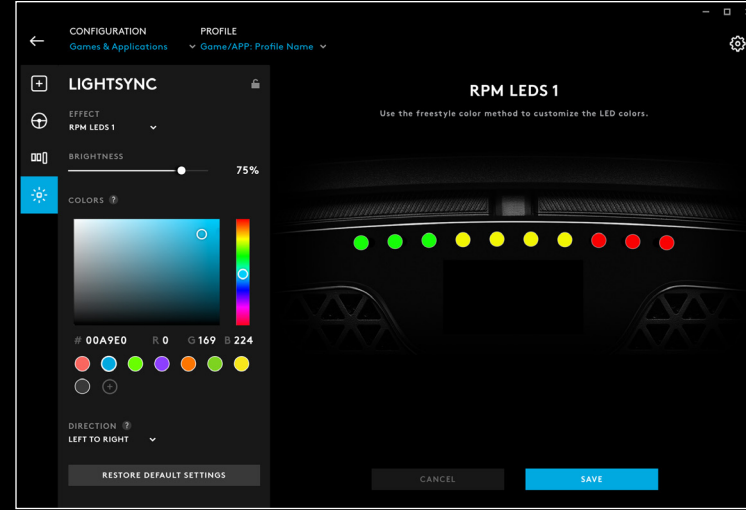 CONFIGURATION
PROFILE
Games & Applications
Game/APP: Profile Name
LIGHTSYNC
EFFECT
RPM LEDS 1
BRIGHTNESS
75%
COLORS ?
# 00A9E0 R 0 G 169 B 224
DIRECTION ?
LEFT TO RIGHT
RESTORE DEFAULT SETTINGS
RPM LEDS 1
Use the freestyle color method to customize the LED colors.
CANCEL
SAVE